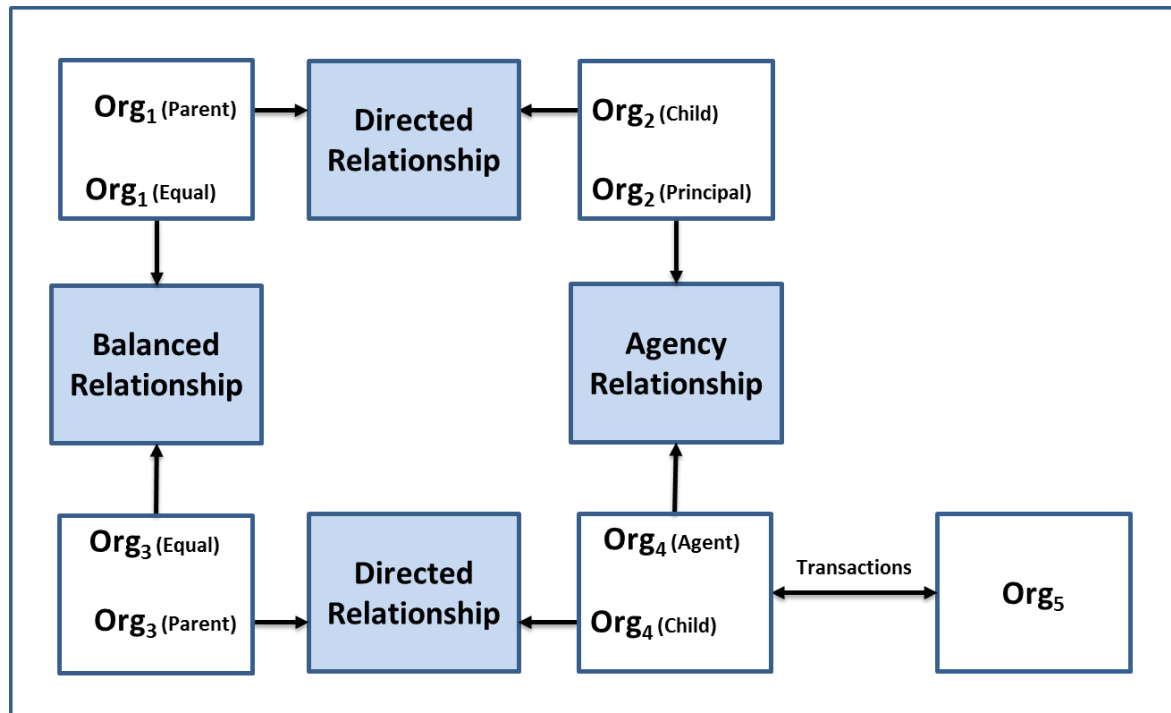 Org₁ (Parent)
Org₁ (Equal)
Directed
Relationship
Org₂ (Child)
Org₂ (Principal)
Balanced
Relationship
Agency
Relationship
Org₃ (Equal)
Org₃ (Parent)
Directed
Relationship
Org₄ (Agent)
Org₄ (Child)
Transactions
Org₅